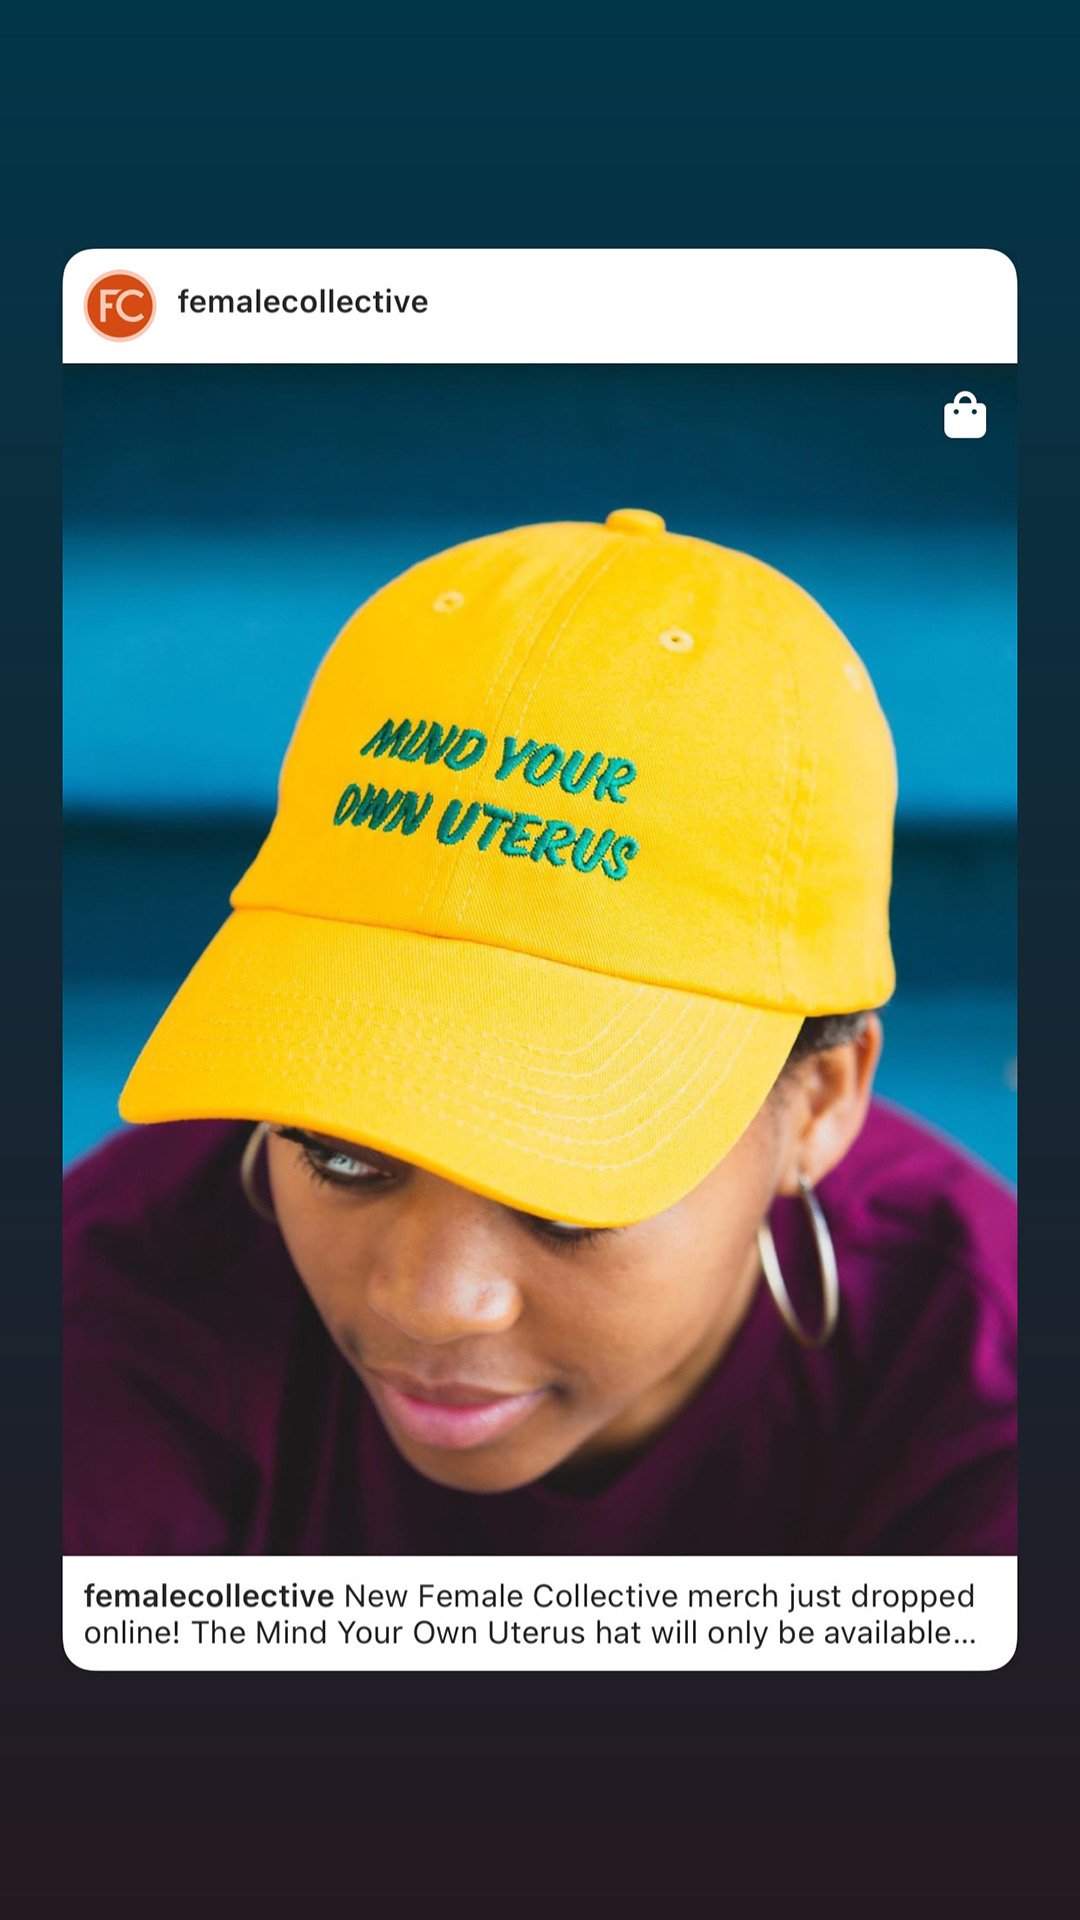 FC femalecollective
MIND YOUR
OWN UTERUS
femalecollective New Female Collective merch just dropped
online! The Mind Your Own Uterus hat will only be available...